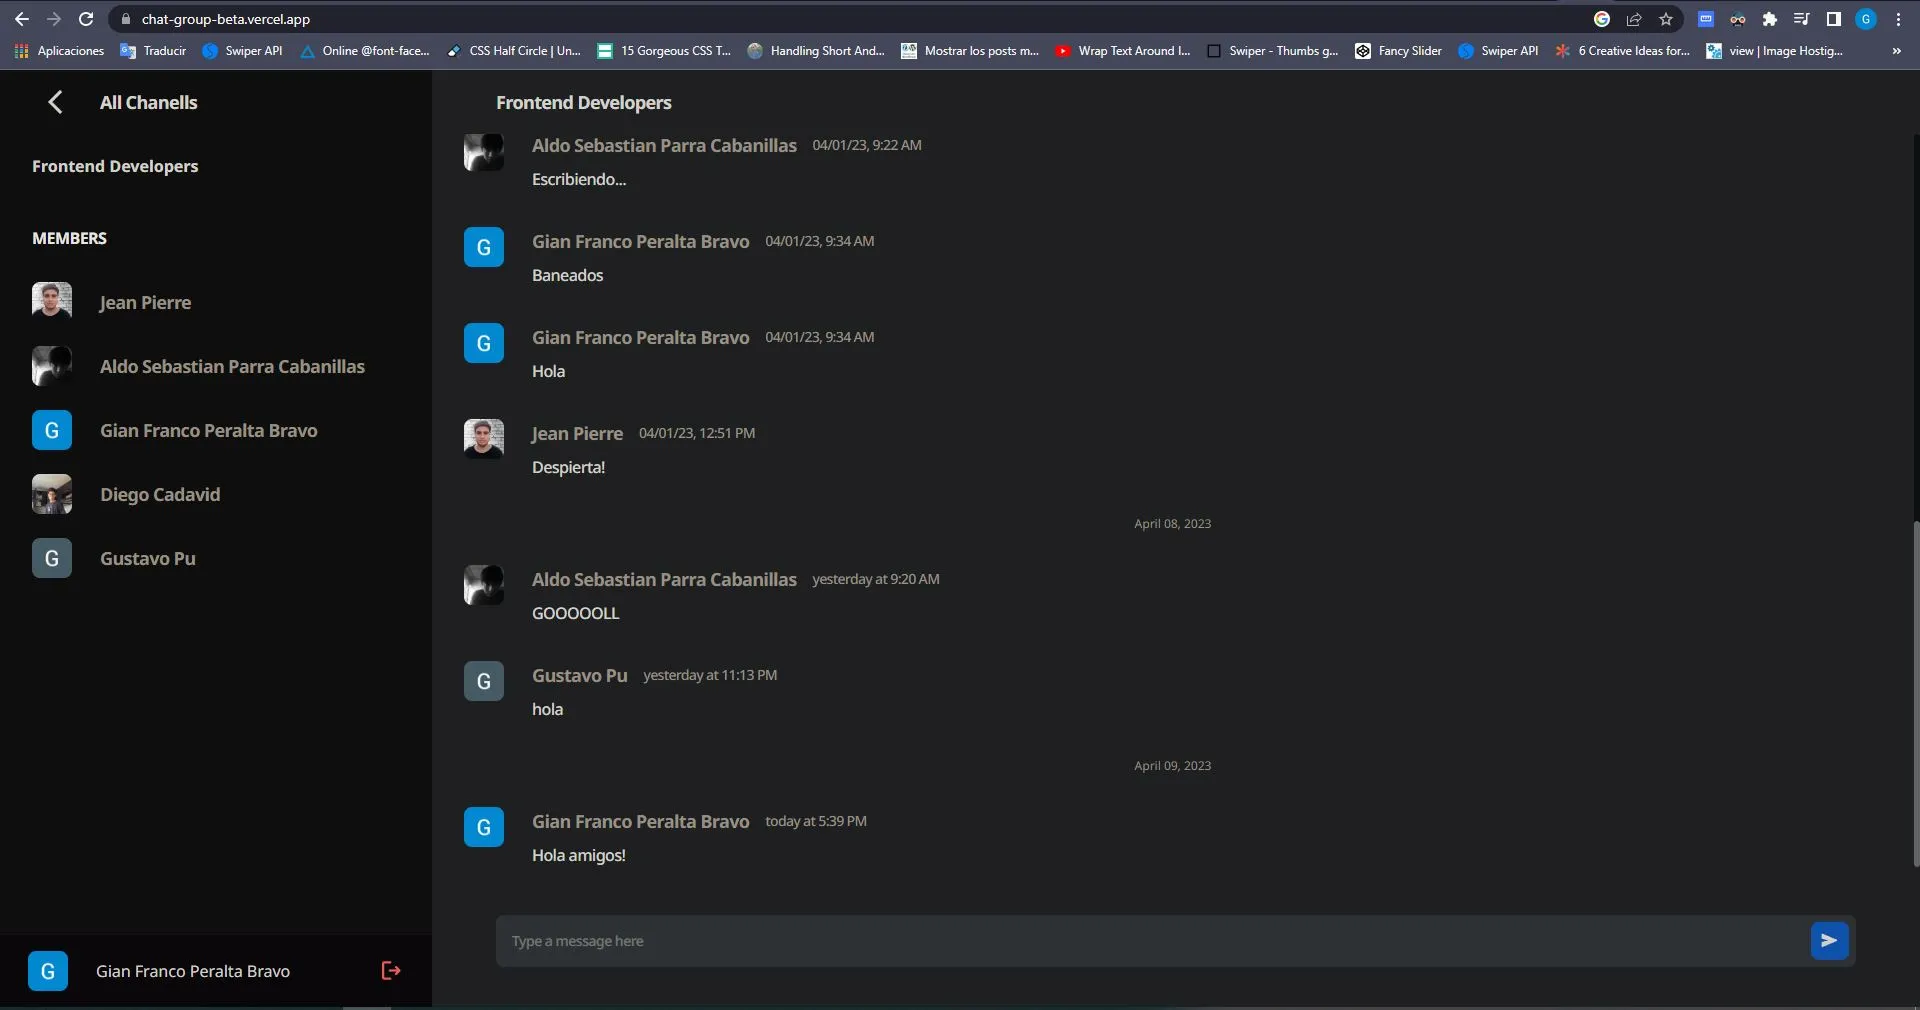 chat-group-beta.vercel.app
G
Aplicaciones
Traducir
Swiper API
Online @font-face...
CSS Half Circle | Un...
15 Gorgeous CSS T...
Handling Short And...
Mostrar los posts m...
Wrap Text Around I...
Swiper - Thumbs g...
Fancy Slider
Swiper API
6 Creative Ideas for...
view | Image Hostig...
»
All Chanells
Frontend Developers
MEMBERS
Jean Pierre
Aldo Sebastian Parra Cabanillas
G
Gian Franco Peralta Bravo
Diego Cadavid
G
Gustavo Pu
G
Gian Franco Peralta Bravo
Frontend Developers
Aldo Sebastian Parra Cabanillas 04/01/23, 9:22 AM
Escribiendo...
G
Gian Franco Peralta Bravo 04/01/23, 9:34 AM
Baneados
G
Gian Franco Peralta Bravo 04/01/23, 9:34 AM
Hola
Jean Pierre 04/01/23, 12:51 PM
Despierta!
April 08, 2023
Aldo Sebastian Parra Cabanillas yesterday at 9:20 AM
GOOOOOLL
G
Gustavo Pu yesterday at 11:13 PM
hola
April 09, 2023
G
Gian Franco Peralta Bravo today at 5:39 PM
Hola amigos!
Type a message here